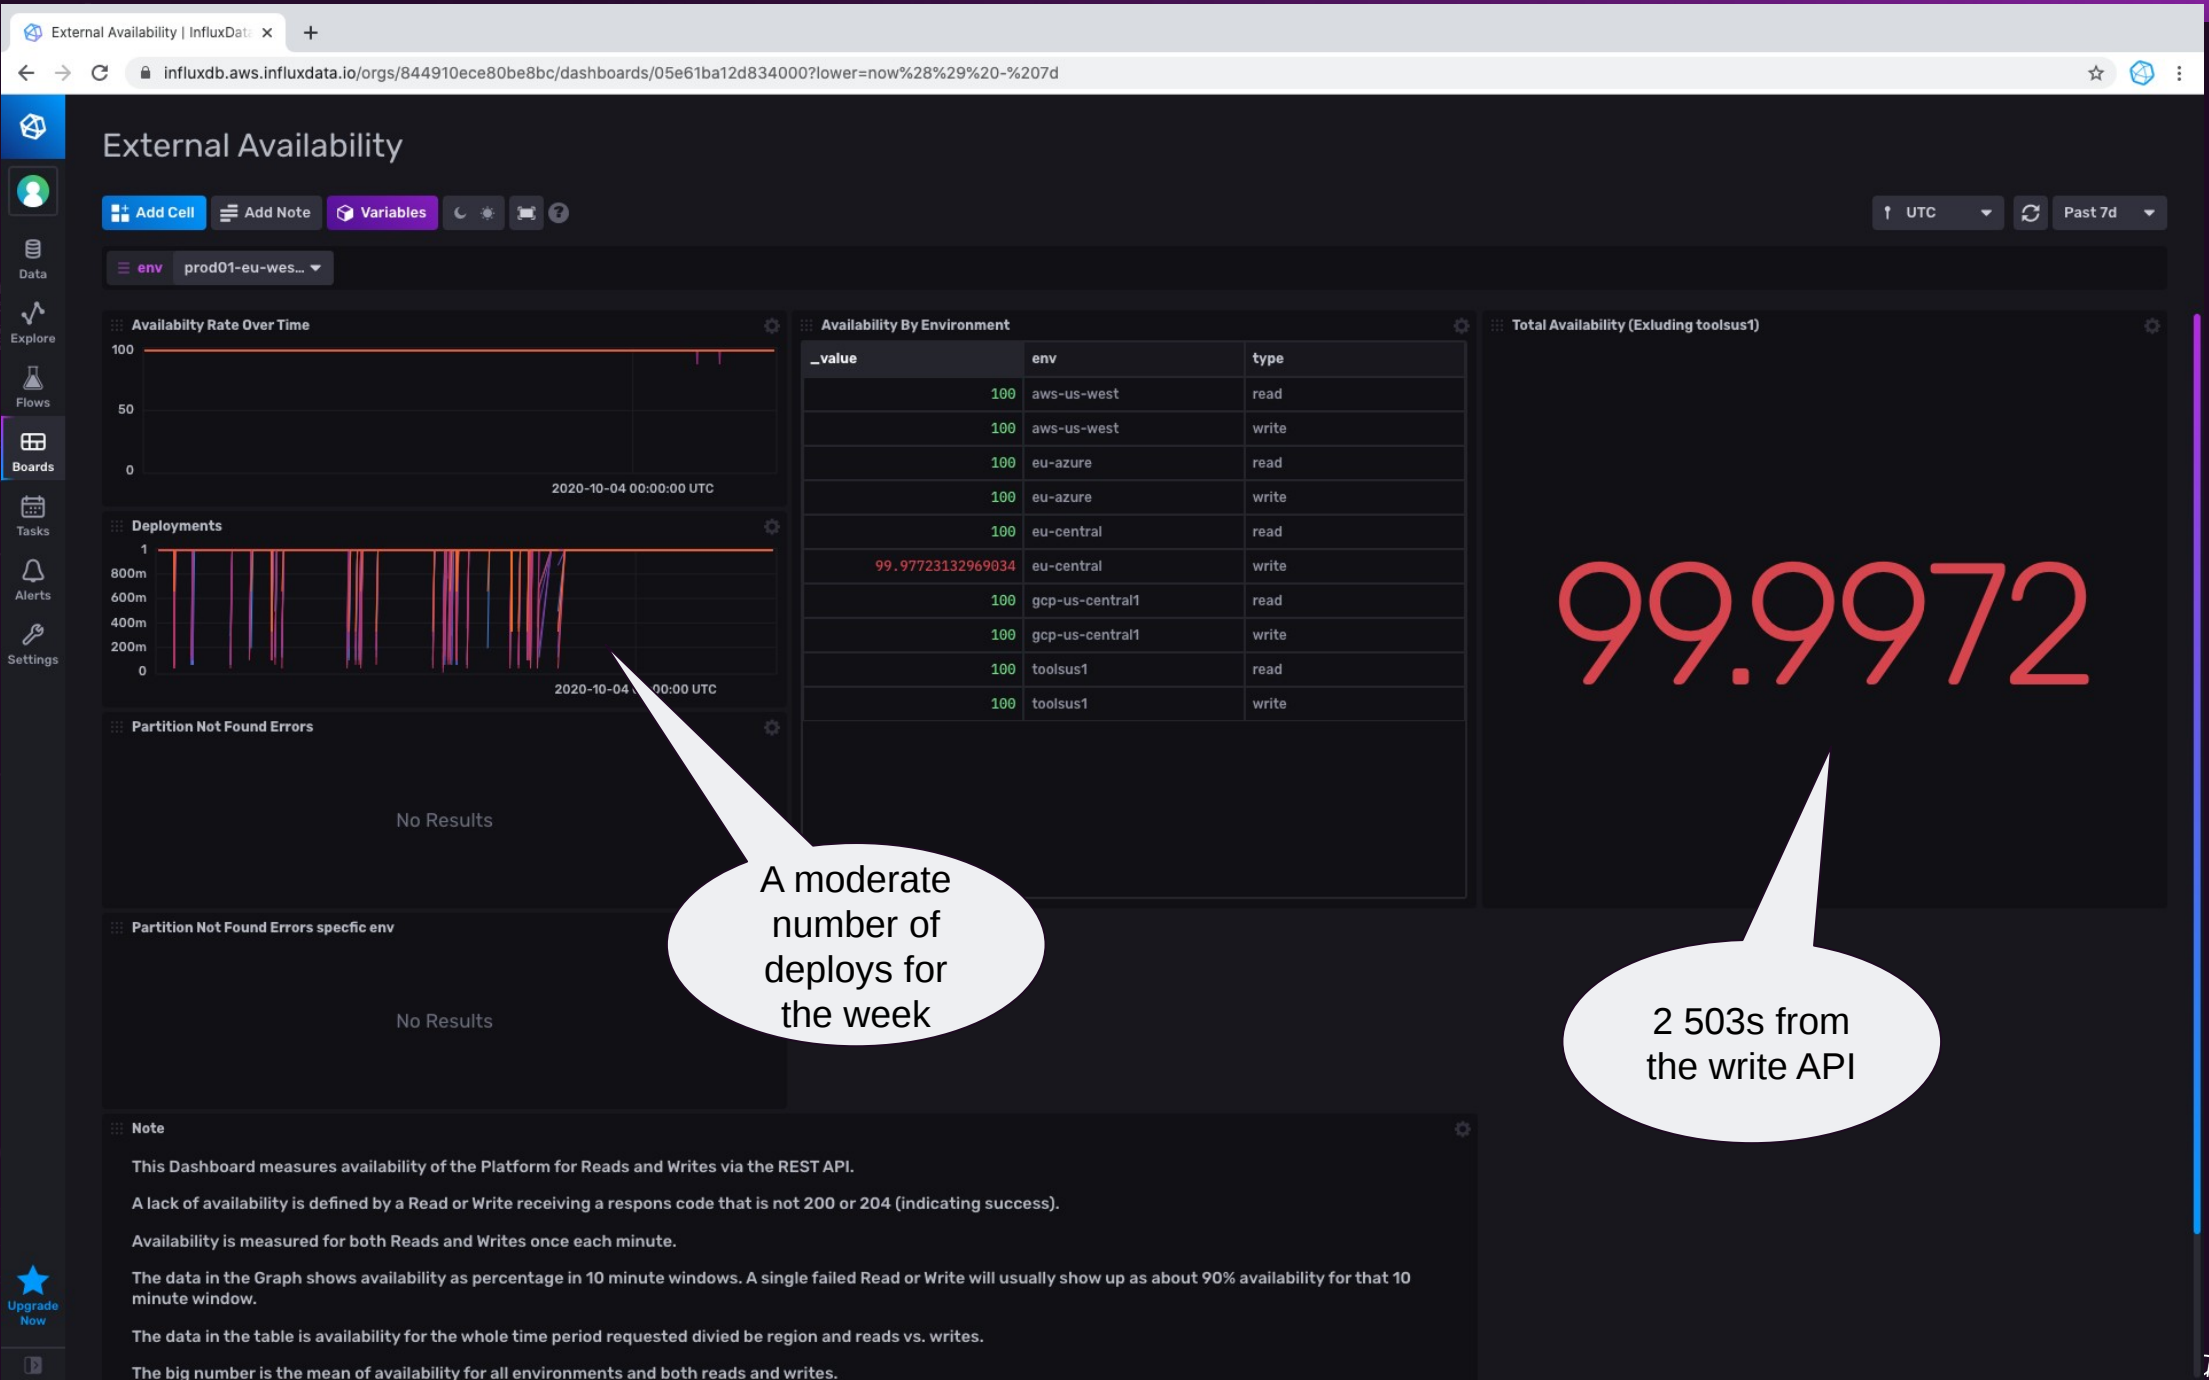 External Availability | InfluxData
influxdb.aws.influxdata.io/orgs/844910ece80be8bc/dashboards/05e61ba12d834000?lower=now%28%29%20-%207d
External Availability
Add Cell
Add Note
Variables
UTC
Past 7d
env
prod01-eu-wes...
Data
Explore
Flows
Boards
Tasks
Alerts
Settings
Upgrade
Now
Availabilty Rate Over Time
100
50
0
2020-10-04 00:00:00 UTC
Deployments
1
800m
600m
400m
200m
0
2020-10-04 00:00 UTC
Partition Not Found Errors
No Results
Partition Not Found Errors specfic env
No Results
Availability By Environment
_value env type
100 aws-us-west read
100 aws-us-west write
100 eu-azure read
100 eu-azure write
100 eu-central read
99.97723132969034 eu-central write
100 gcp-us-central1 read
100 gcp-us-central1 write
100 toolsus1 read
100 toolsus1 write
Total Availability (Exluding toolsus1)
99.9972
A moderate
number of
deploys for
the week
2 503s from
the write API
Note
This Dashboard measures availability of the Platform for Reads and Writes via the REST API.
A lack of availability is defined by a Read or Write receiving a respons code that is not 200 or 204 (indicating success).
Availability is measured for both Reads and Writes once each minute.
The data in the Graph shows availability as percentage in 10 minute windows. A single failed Read or Write will usually show up as about 90% availability for that 10
minute window.
The data in the table is availability for the whole time period requested divied be region and reads vs. writes.
The big number is the mean of availability for all environments and both reads and writes.